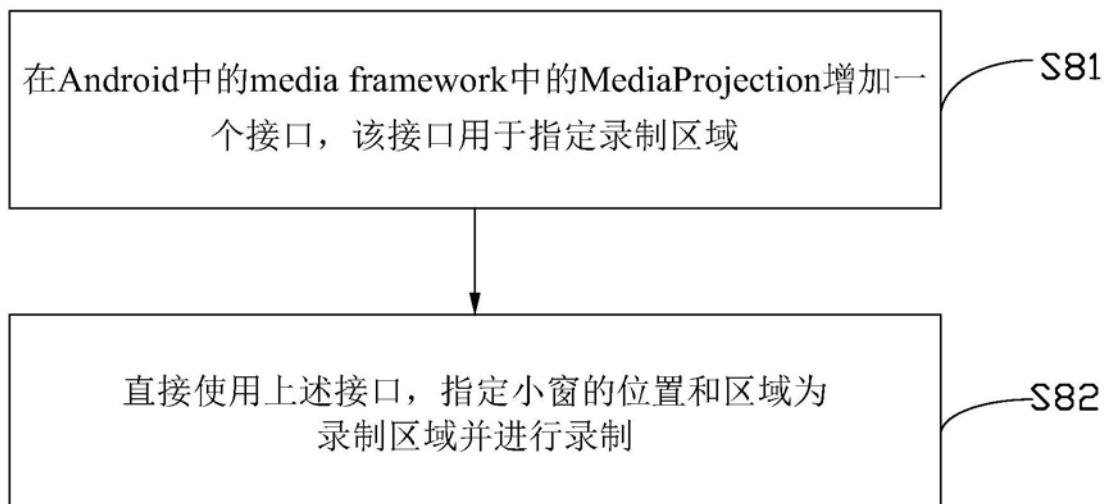 在Android中的media framework中的MediaProjection增加一
个接口，该接口用于指定录制区域
S81
直接使用上述接口，指定小窗的位置和区域为
录制区域并进行录制
S82